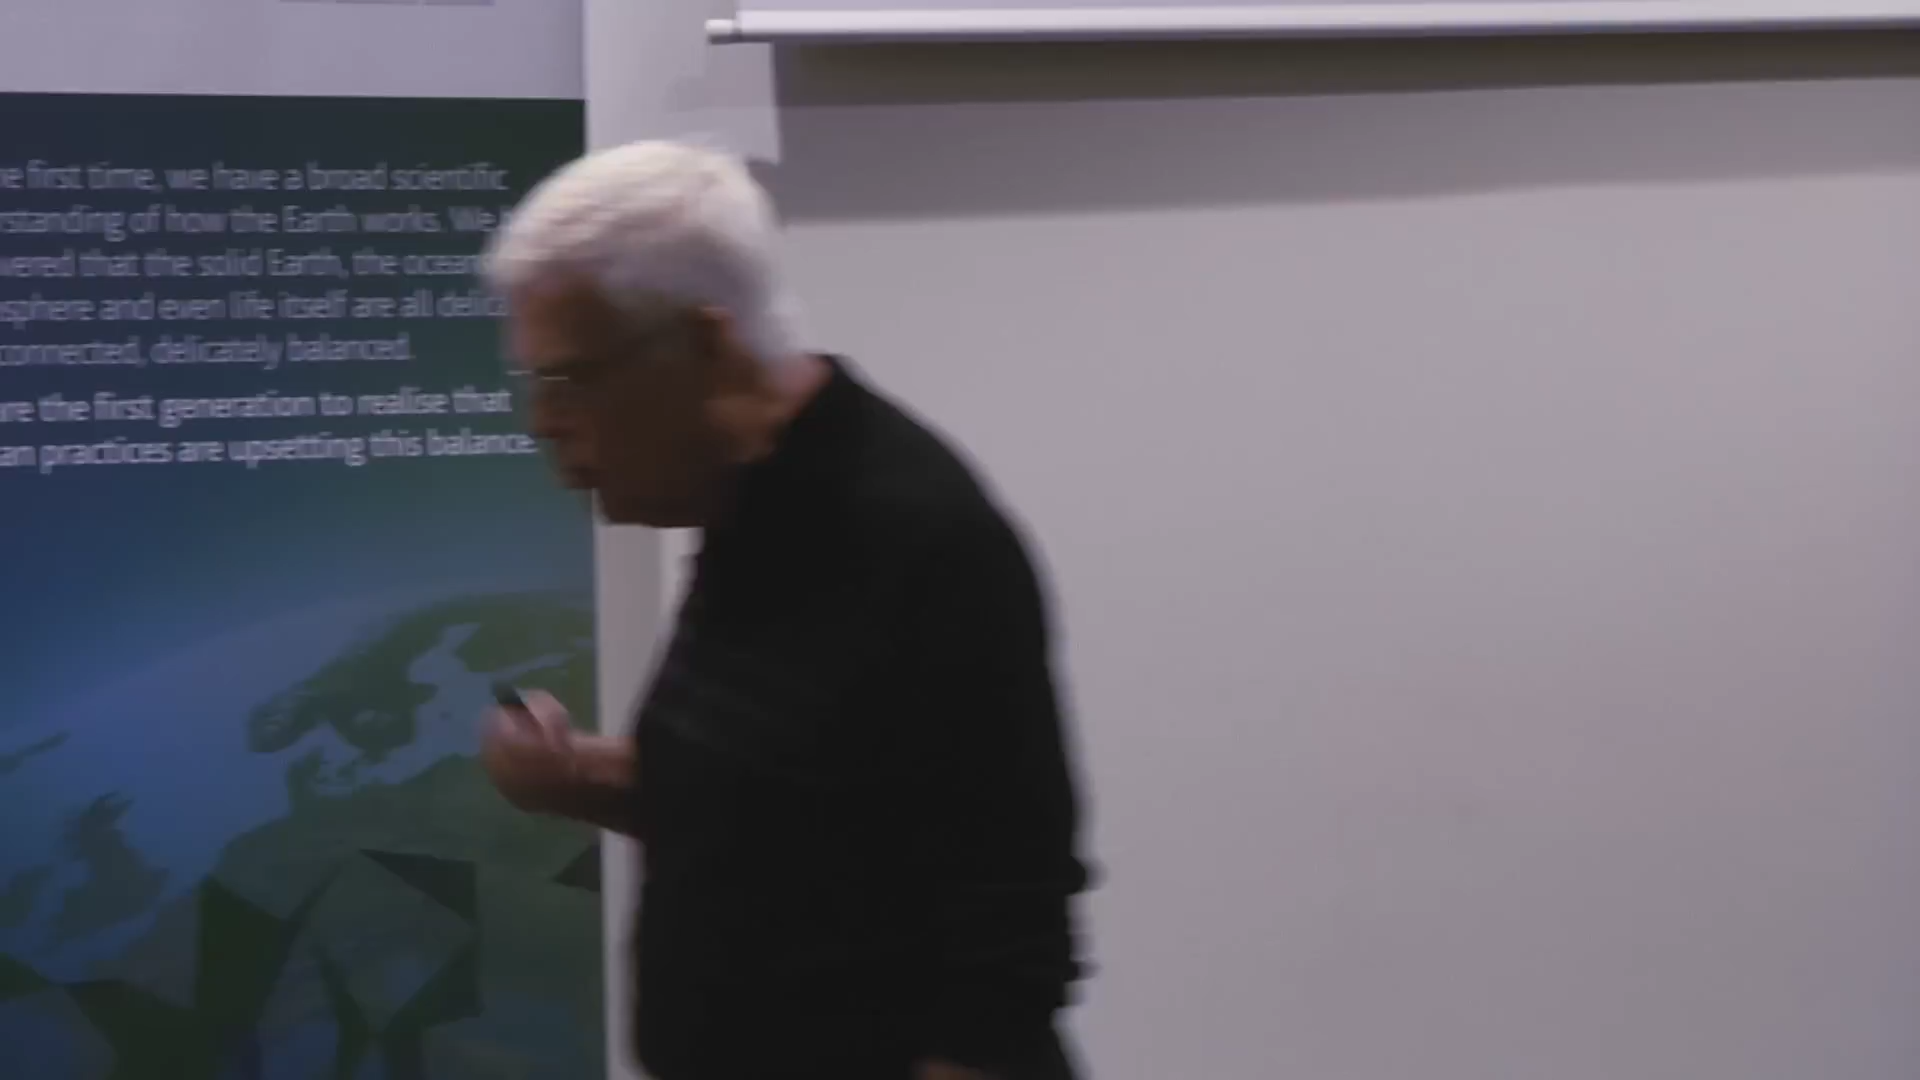 first time, we have a broad scientific
rstanding of how the Earth works. We
vered that the solid Earth, the ocean
sphere and even life itself are all delica
connected, delicately balanced.
re the first generation to realise that
an practices are upsetting this balance.